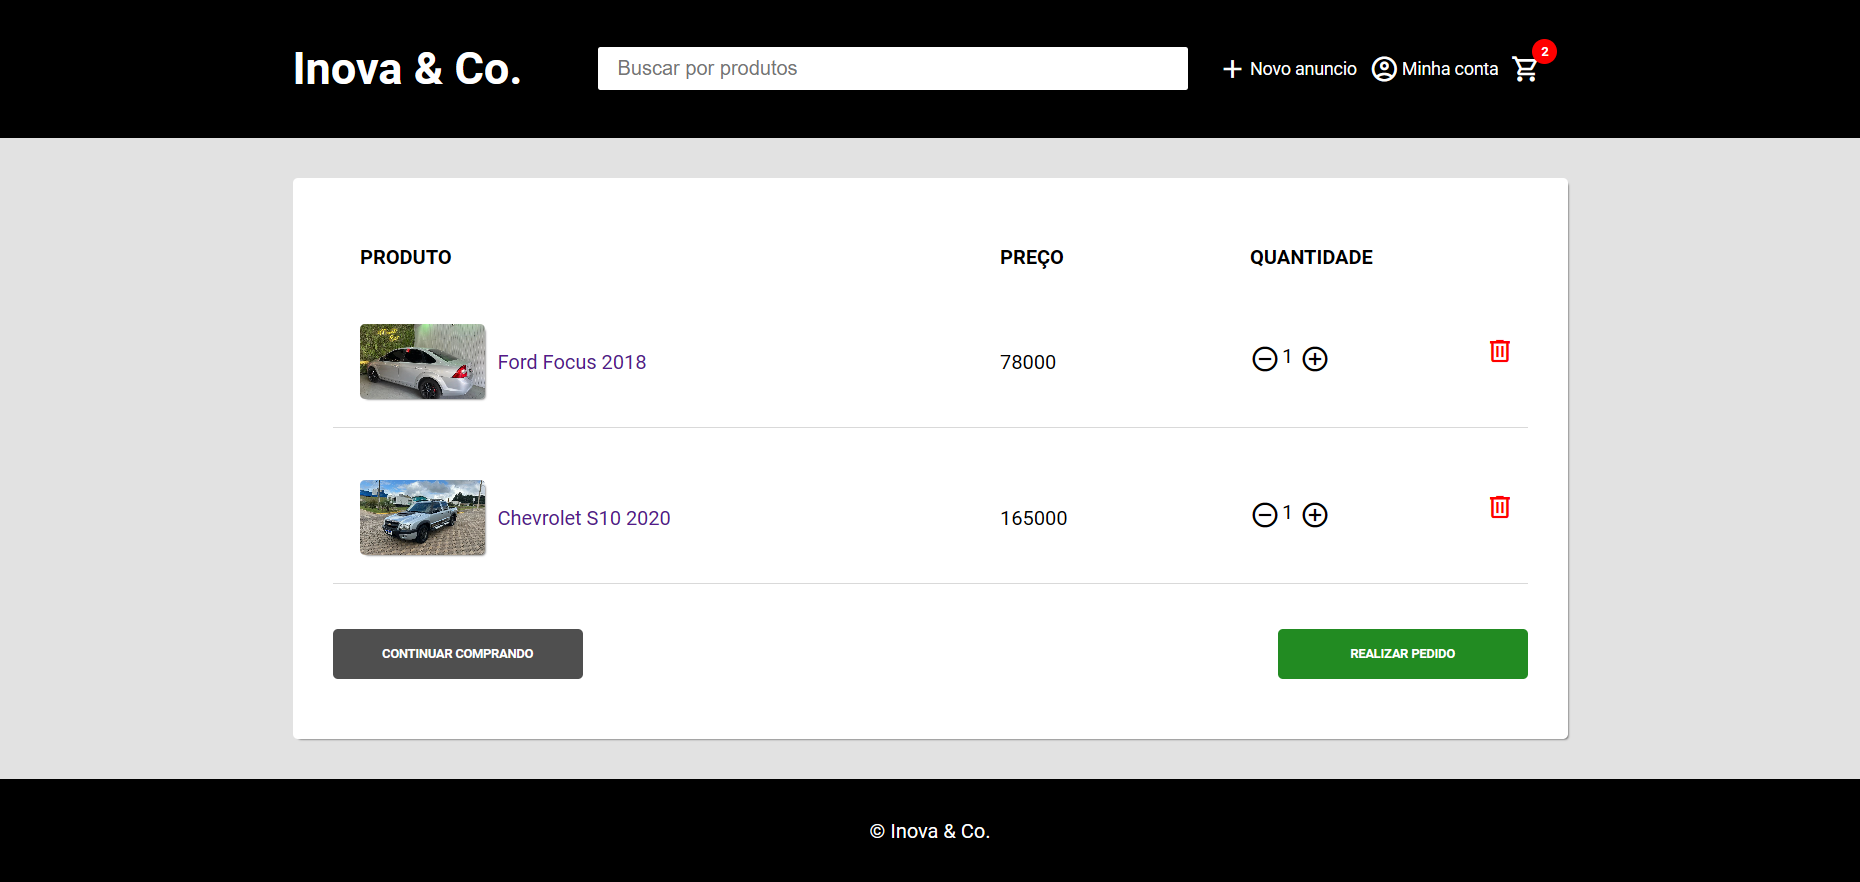 Inova & Co.
Buscar por produtos
Novo anuncio
Minha conta
2
PRODUTO
PREÇO
QUANTIDADE
Ford Focus 2018
78000
1
Chevrolet S10 2020
165000
1
CONTINUAR COMPRANDO
REALIZAR PEDIDO
© Inova & Co.